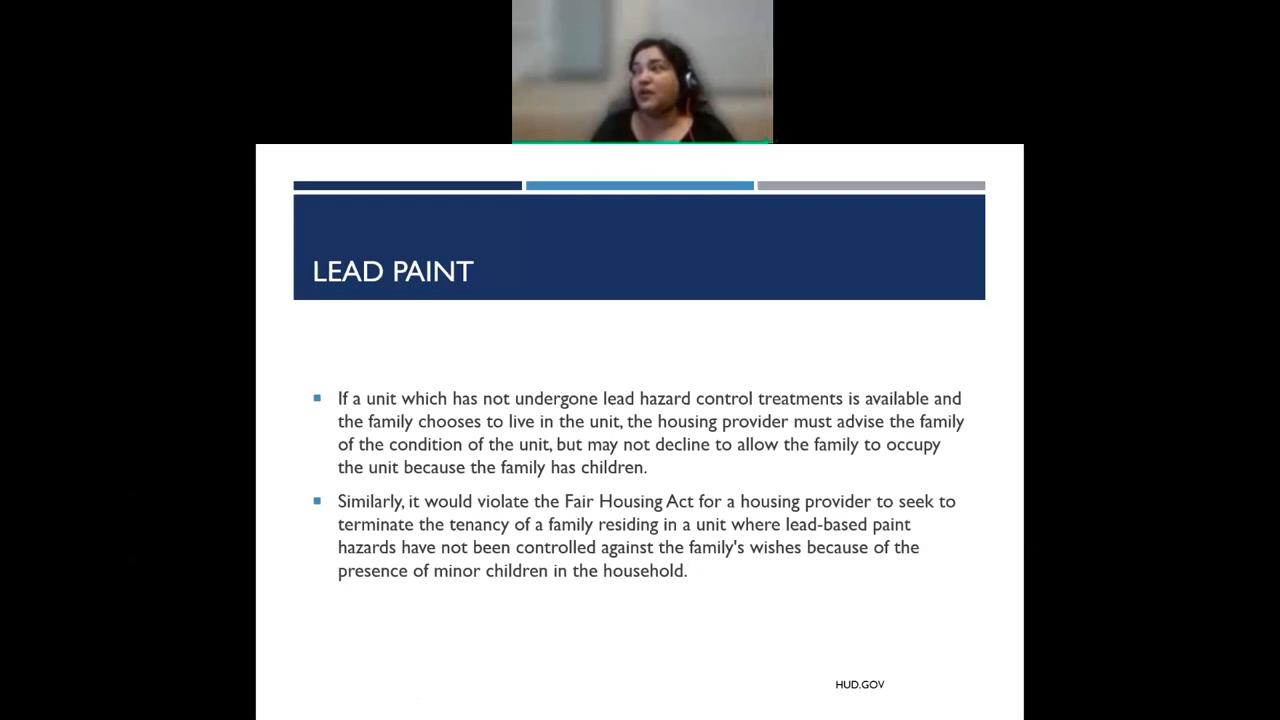 LEAD PAINT
If a unit which has not undergone lead hazard control treatments is available and
the family chooses to live in the unit, the housing provider must advise the family
of the condition of the unit, but may not decline to allow the family to occupy
the unit because the family has children.
Similarly, it would violate the Fair Housing Act for a housing provider to seek to
terminate the tenancy of a family residing in a unit where lead-based paint
hazards have not been controlled against the family's wishes because of the
presence of minor children in the household.
HUD.GOV